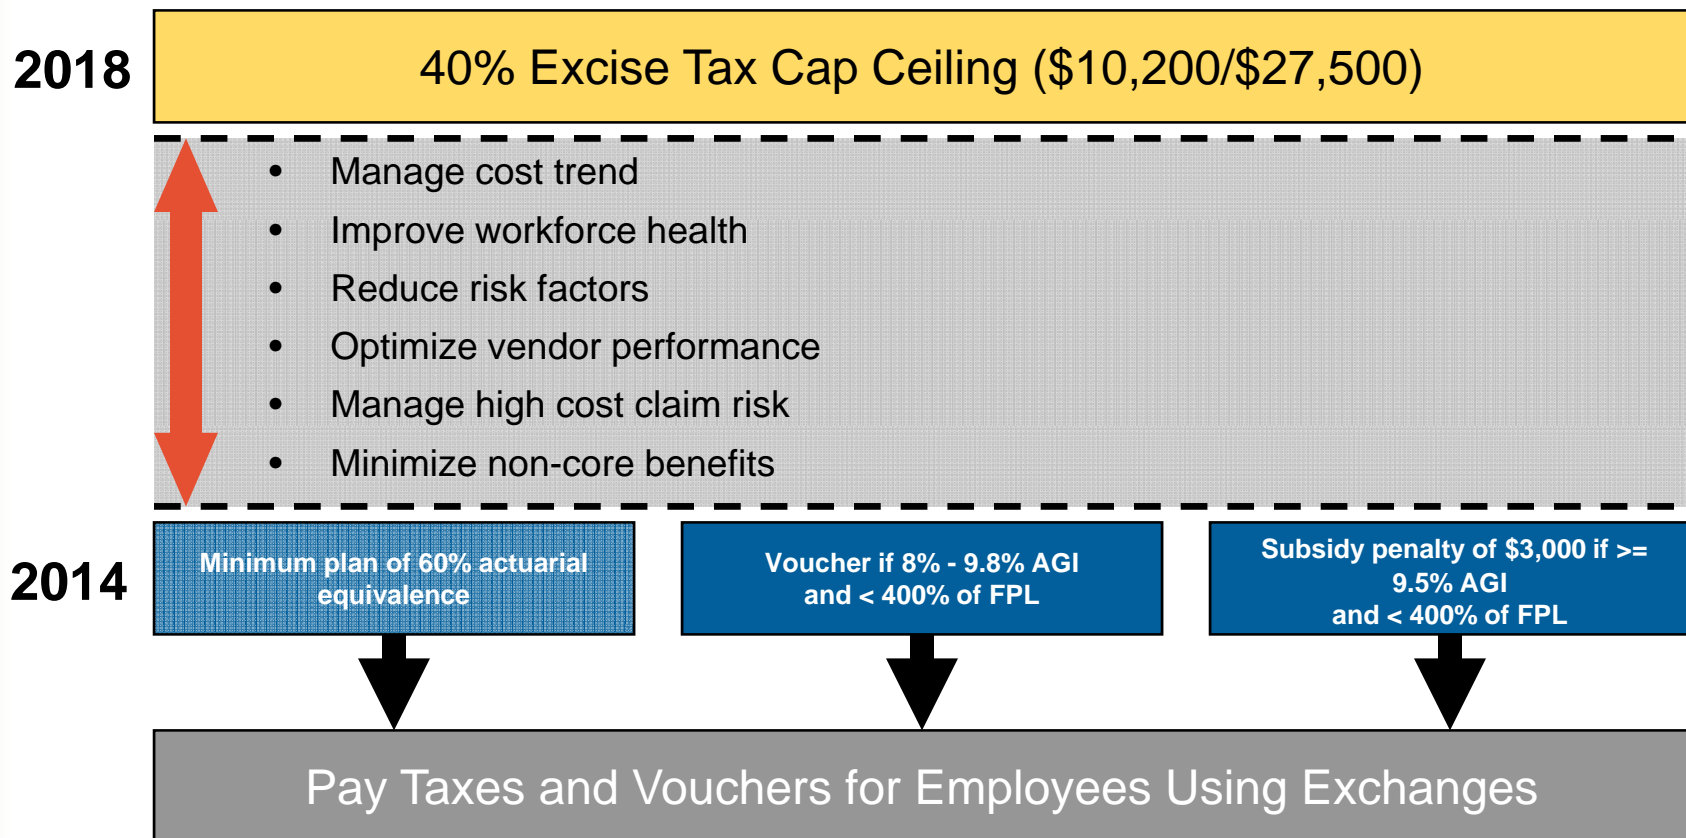 2018
40% Excise Tax Cap Ceiling ($10,200/$27,500)
• Manage cost trend
• Improve workforce health
• Reduce risk factors
• Optimize vendor performance
• Manage high cost claim risk
• Minimize non-core benefits
2014
Minimum plan of 60% actuarial
equivalence
Voucher if 8% - 9.8% AGI
and < 400% of FPL
Subsidy penalty of $3,000 if >=
9.5% AGI
and < 400% of FPL
Pay Taxes and Vouchers for Employees Using Exchanges